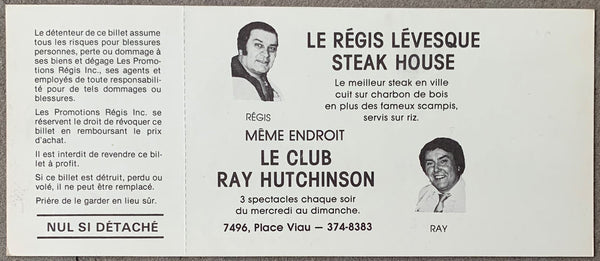 Le détenteur de ce billet assume
tous les risques pour blessures
personnes, perte ou dommage à
ses biens et dégage Les Promo-
tions Régis Inc., ses agents et
employés de toute responsabili-
té pour de tels dommages ou
blessures.
Les Promotions Régis Inc. se
réservent le droit de révoquer ce
billet en remboursant le prix
d'achat.
Il est interdit de revendre ce bil-
let à profit.
Si ce billet est détruit, perdu ou
volé, il ne peut être remplacé.
Prière de le garder en lieu sûr.
NUL SI DÉTACHÉ
LE RÉGIS LÉVESQUE
STEAK HOUSE
Le meilleur steak en ville
cuit sur charbon de bois
en plus des fameux scampis,
servis sur riz.
RÉGIS
MÊME ENDROIT
LE CLUB
RAY HUTCHINSON
3 spectacles chaque soir
du mercredi au dimanche.
7496, Place Viau — 374-8383
RAY